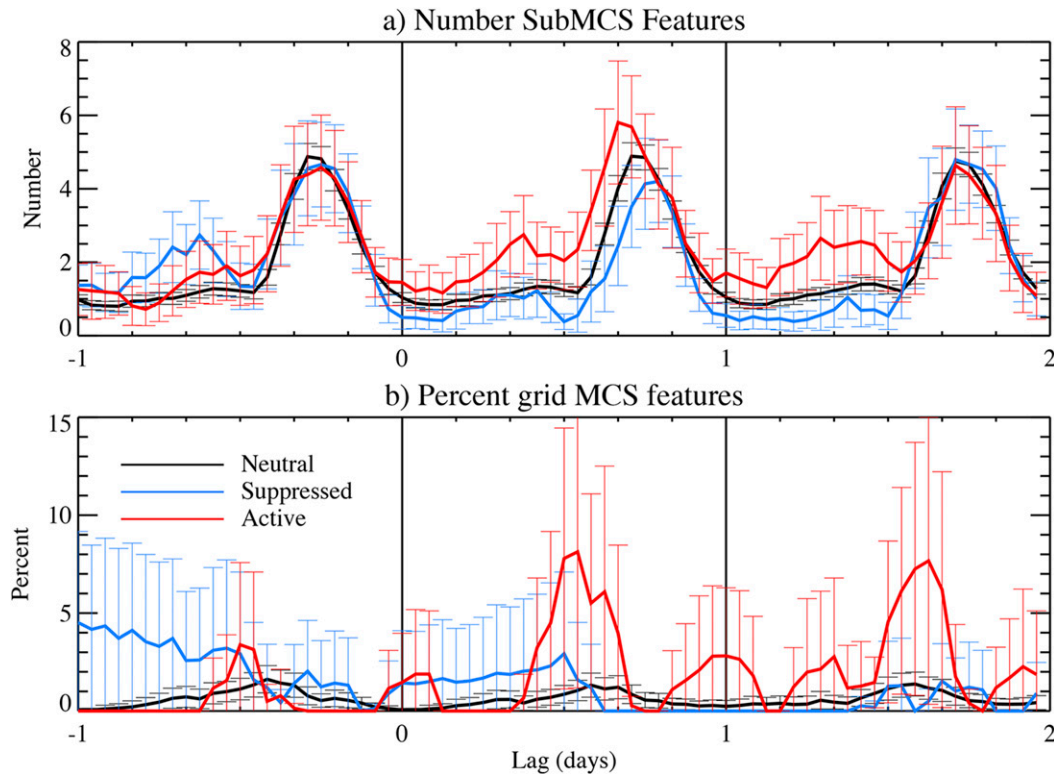 a) Number SubMCS Features
8
6
4
2
0
Number
-1
0
1
2
b) Percent grid MCS features
15
10
5
0
Percent
Neutral
Suppressed
Active
-1
0
1
2
Lag (days)